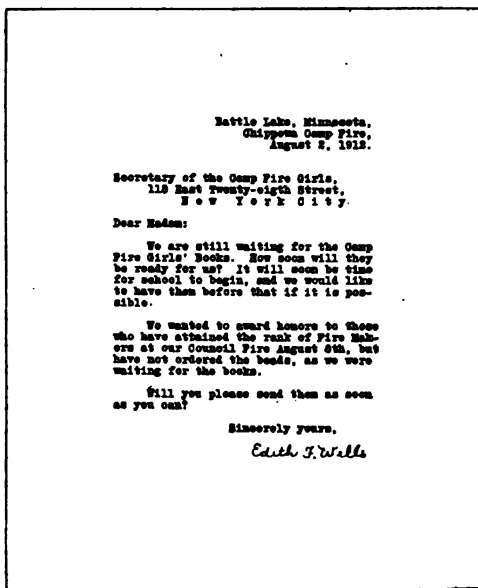 Battle Lake, Minnesota,
Chippewa Camp Fire,
August 2, 1912.
Secretary of the Camp Fire Girls,
118 East Twenty-eigth Street,
New York City.
Dear Madam:
We are still waiting for the Camp
Fire Girls' Books. How soon will they
be ready for us? It will soon be time
for school to begin, and we would like
to have them before that if it is pos-
sible.
We wanted to award honors to those
who have attained the rank of Fire Mak-
ers at our Council Fire August 8th, but
have not ordered the beads, as we were
waiting for the books.
Will you please send them as soon
as you can?
Sincerely yours,
Edith F. Wells